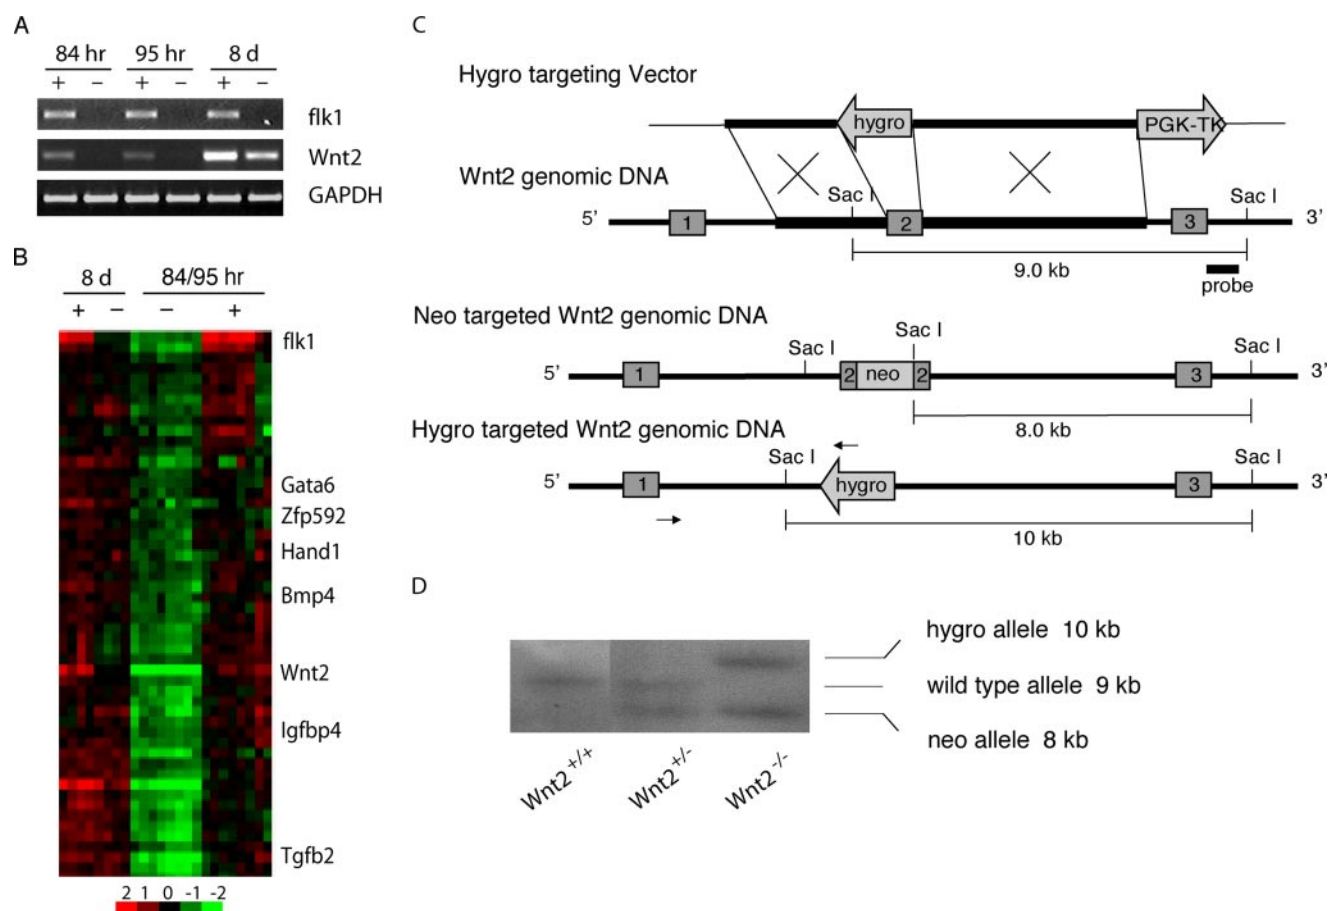 A
84 hr 95 hr 8 d
+ − + − + −
flk1
Wnt2
GAPDH
B
8 d 84/95 hr
+ − − +
flk1
Gata6
Zfp592
Hand1
Bmp4
Wnt2
Igfbp4
Tgfb2
2 1 0 -1 -2
C
Hygro targeting Vector
hygro PGK-TK
Wnt2 genomic DNA
Sac I Sac I
5' 1 2 3 3'
9.0 kb
probe
Neo targeted Wnt2 genomic DNA
Sac I Sac I Sac I
5' 1 2 neo 2 3 3'
8.0 kb
Hygro targeted Wnt2 genomic DNA
Sac I Sac I
5' 1 hygro 3 3'
10 kb
D
hygro allele 10 kb
wild type allele 9 kb
neo allele 8 kb
Wnt2+/+ Wnt2+/- Wnt2-/-